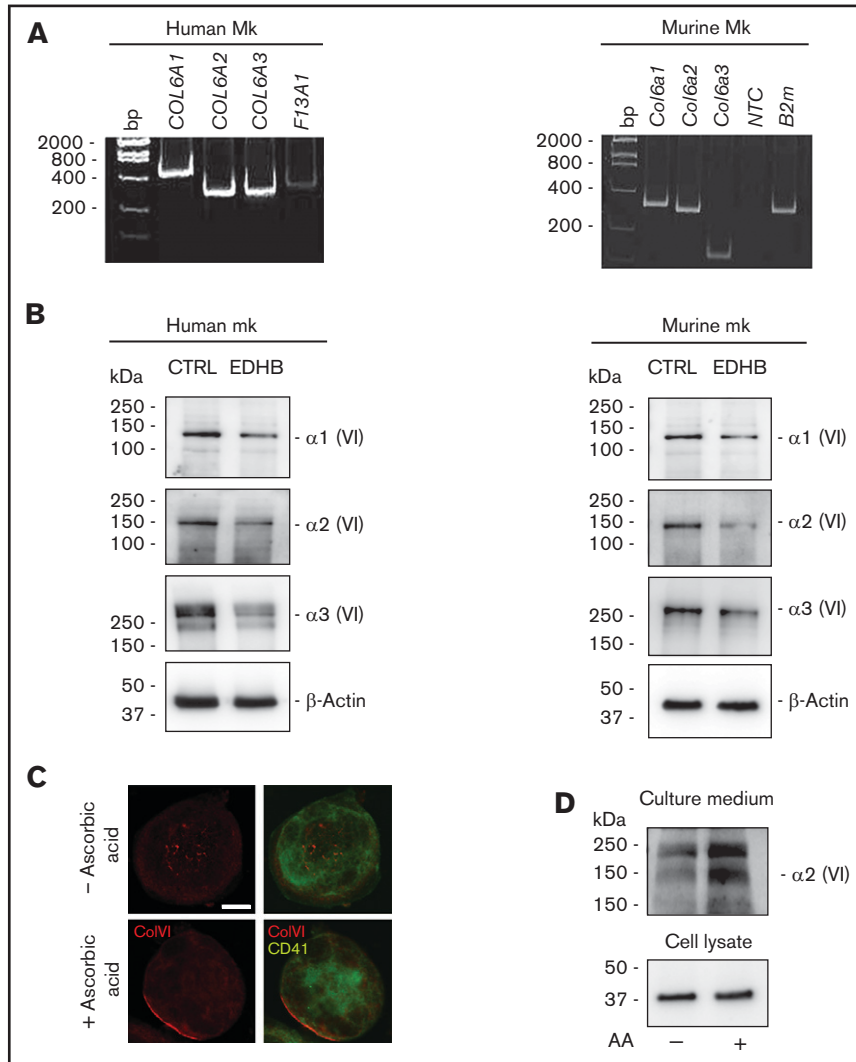 A
Human Mk
bp COL6A1 COL6A2 COL6A3 F13A1
2000 -
800 -
400 -
200 -
Murine Mk
bp Col6a1 Col6a2 Col6a3 NTC B2m
2000 -
800 -
400 -
200 -
B
Human mk
kDa CTRL EDHB
250 -
150 -
100 -
- α1 (VI)
250 -
150 -
100 -
- α2 (VI)
250 -
150 -
- α3 (VI)
50 -
37 -
- β-Actin
Murine mk
kDa CTRL EDHB
250 -
150 -
100 -
- α1 (VI)
250 -
150 -
100 -
- α2 (VI)
250 -
150 -
- α3 (VI)
50 -
37 -
- β-Actin
C
– Ascorbic
acid
+ Ascorbic
acid
ColVI
ColVI
CD41
D
Culture medium
kDa
250 -
150 -
150 -
- α2 (VI)
Cell lysate
50 -
37 -
AA – +